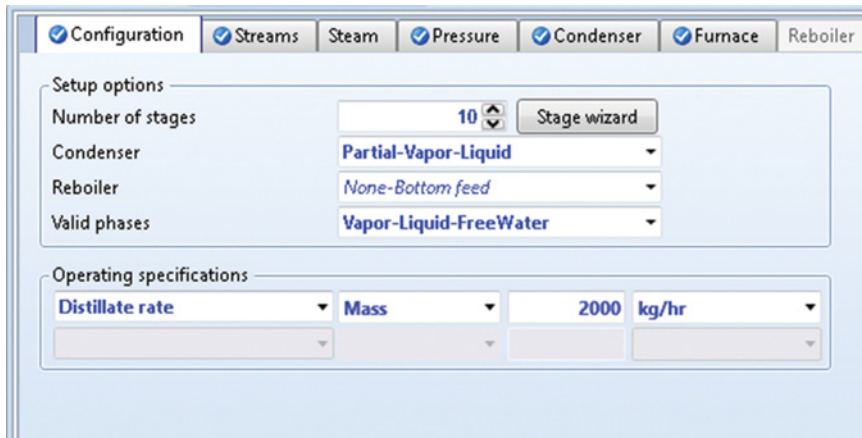 Configuration Streams Steam Pressure Condenser Furnace Reboiler
Setup options
Number of stages 10 Stage wizard
Condenser Partial-Vapor-Liquid
Reboiler None-Bottom feed
Valid phases Vapor-Liquid-FreeWater
Operating specifications
Distillate rate Mass 2000 kg/hr